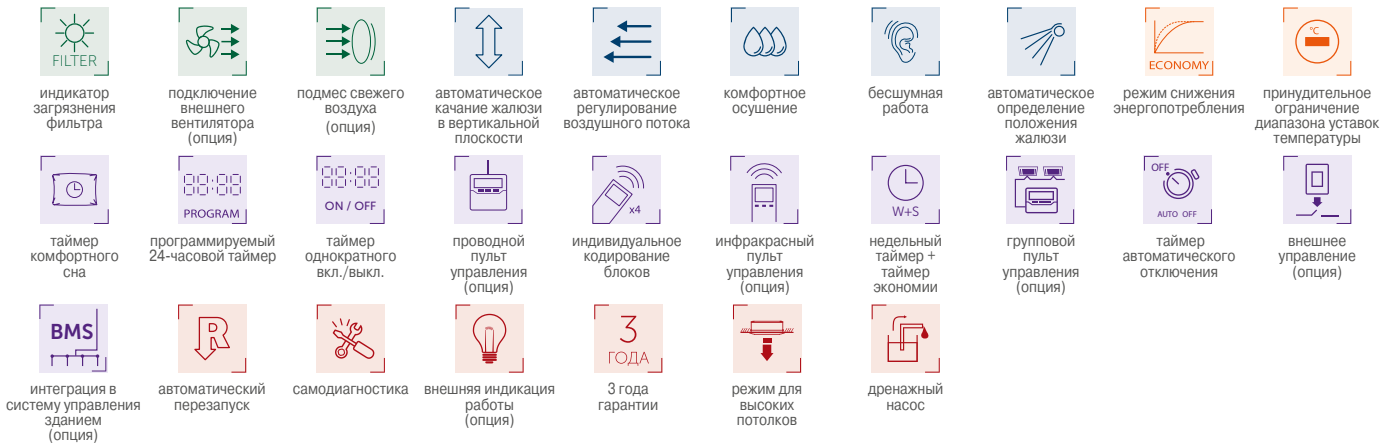 FILTER
индикатор
загрязнения
фильтра
подключение
внешнего
вентилятора
(опция)
подмес свежего
воздуха
(опция)
автоматическое
качание жалюзи
в вертикальной
плоскости
автоматическое
регулирование
воздушного потока
комфортное
осушение
бесшумная
работа
автоматическое
определение
положения
жалюзи
ECONOMY
режим снижения
энергопотребления
°C
принудительное
ограничение
диапазона уставок
температуры
таймер
комфортного
сна
88:88
PROGRAM
программируемый
24-часовой таймер
88:88
ON / OFF
таймер
однократного
вкл./выкл.
проводной
пульт
управления
(опция)
x4
индивидуальное
кодирование
блоков
инфракрасный
пульт
управления
(опция)
W+S
недельный
таймер +
таймер
экономии
групповой
пульт
управления
(опция)
OFF
AUTO OFF
таймер
автоматического
отключения
внешнее
управление
(опция)
BMS
интеграция в
систему управления
зданием
(опция)
R
автоматический
перезапуск
самодиагностика
внешняя индикация
работы
(опция)
3
ГОДА
3 года
гарантии
режим для
высоких
потолков
дренажный
насос